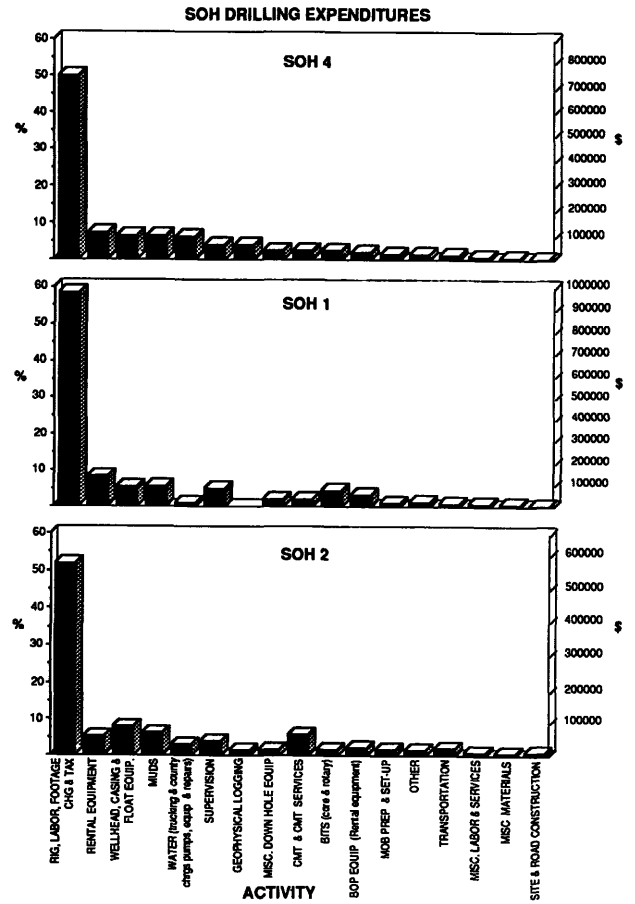 SOH DRILLING EXPENDITURES
SOH 4
60
50
40
30
20
10
%
800000
700000
600000
500000
400000
300000
200000
100000
$
SOH 1
60
50
40
30
20
10
%
1000000
900000
800000
700000
600000
500000
400000
300000
200000
100000
$
SOH 2
60
50
40
30
20
10
%
600000
500000
400000
300000
200000
100000
$
RIG, LABOR, FOOTAGE
CHG & TAX
RENTAL EQUIPMENT
WELLHEAD, CASING &
FLOAT EQUIP.
MUDS
WATER (trucking & county
chrgs pumps, equip & repairs)
SUPERVISION
GEOPHYSICAL LOGGING
MISC. DOWN HOLE EQUIP
CMT & CMT SERVICES
BITS (core & rotary)
BOP EQUIP (Rental equipment)
MOB PREP & SET-UP
OTHER
TRANSPORTATION
MISC. LABOR & SERVICES
MISC MATERIALS
SITE & ROAD CONSTRUCTION
ACTIVITY